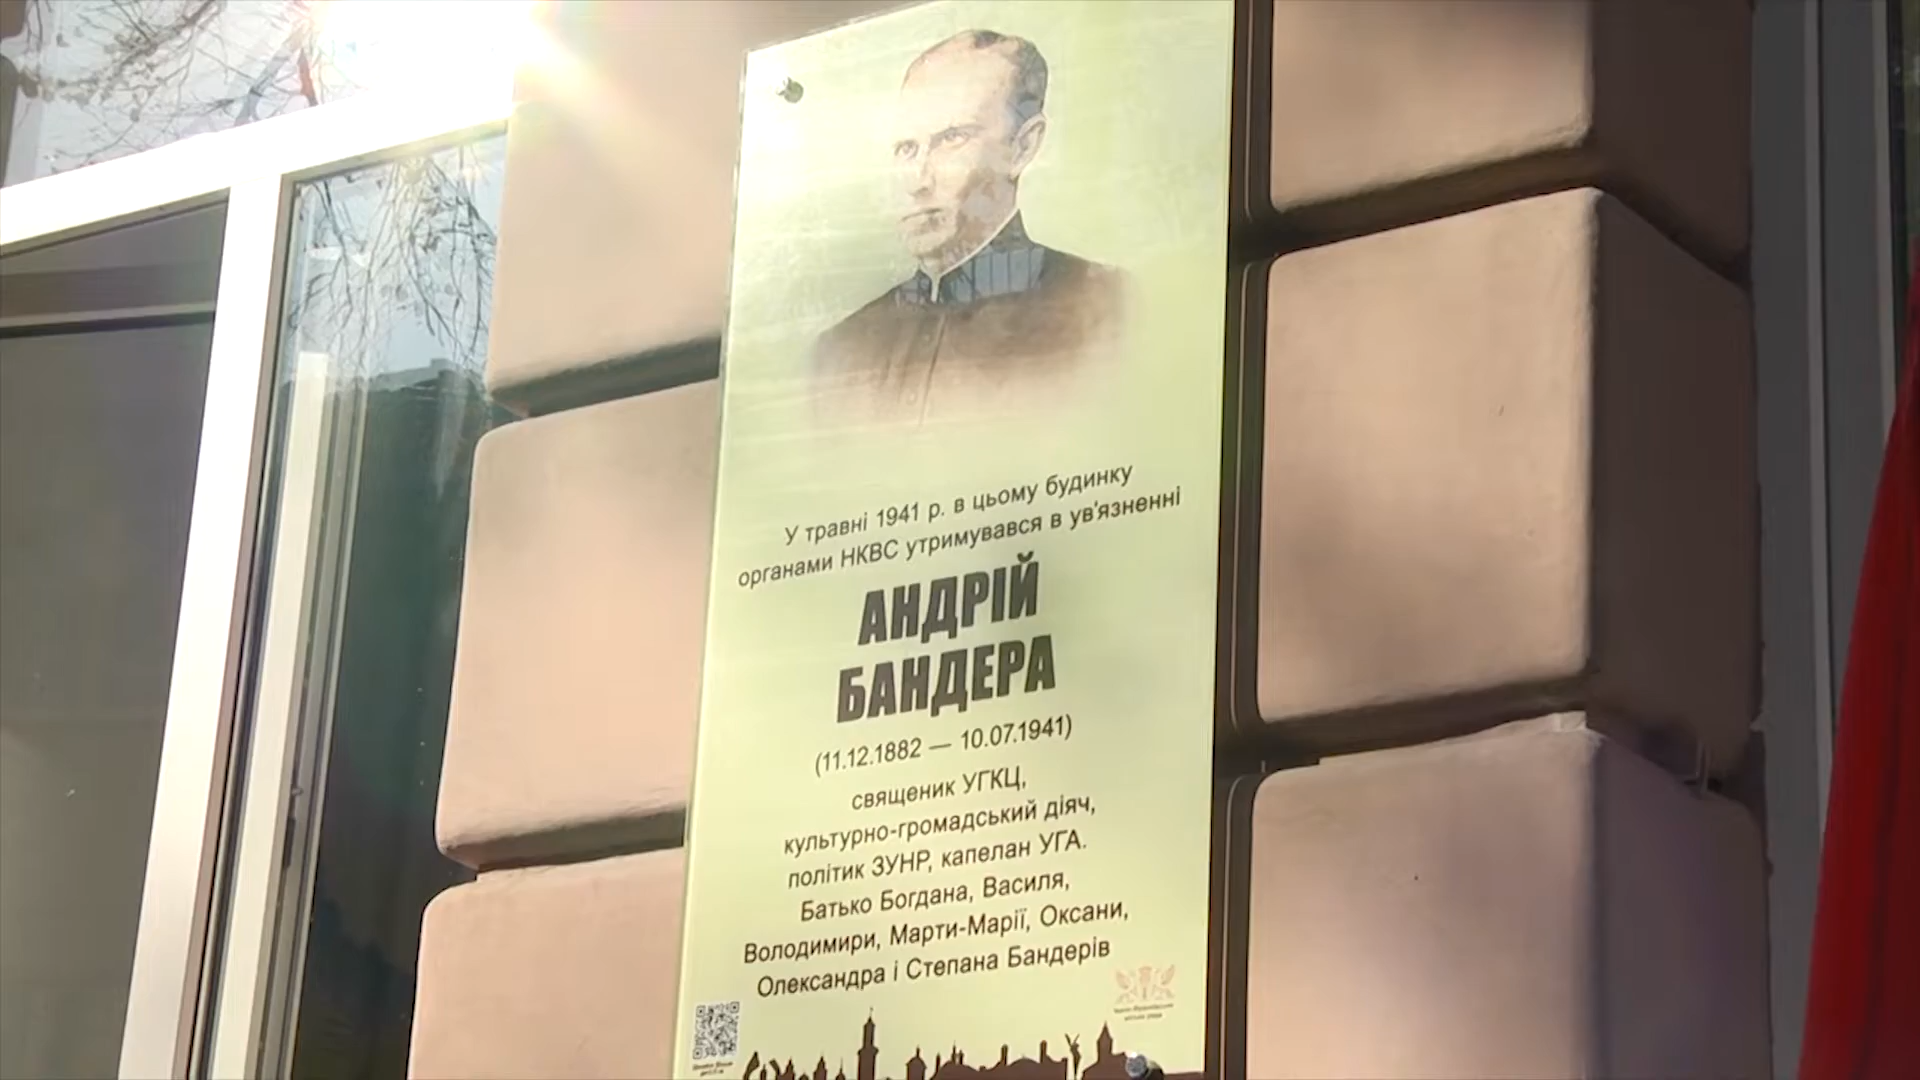 У травні 1941 р. в цьому будинку
органами НКВС утримувався в ув'язненні
АНДРІЙ
БАНДЕРА
(11.12.1882 — 10.07.1941)
священик УГКЦ,
культурно-громадський діяч,
політик ЗУНР, капелан УГА.
Батько Богдана, Василя,
Володимири, Марти-Марії, Оксани,
Олександра і Степана Бандерів